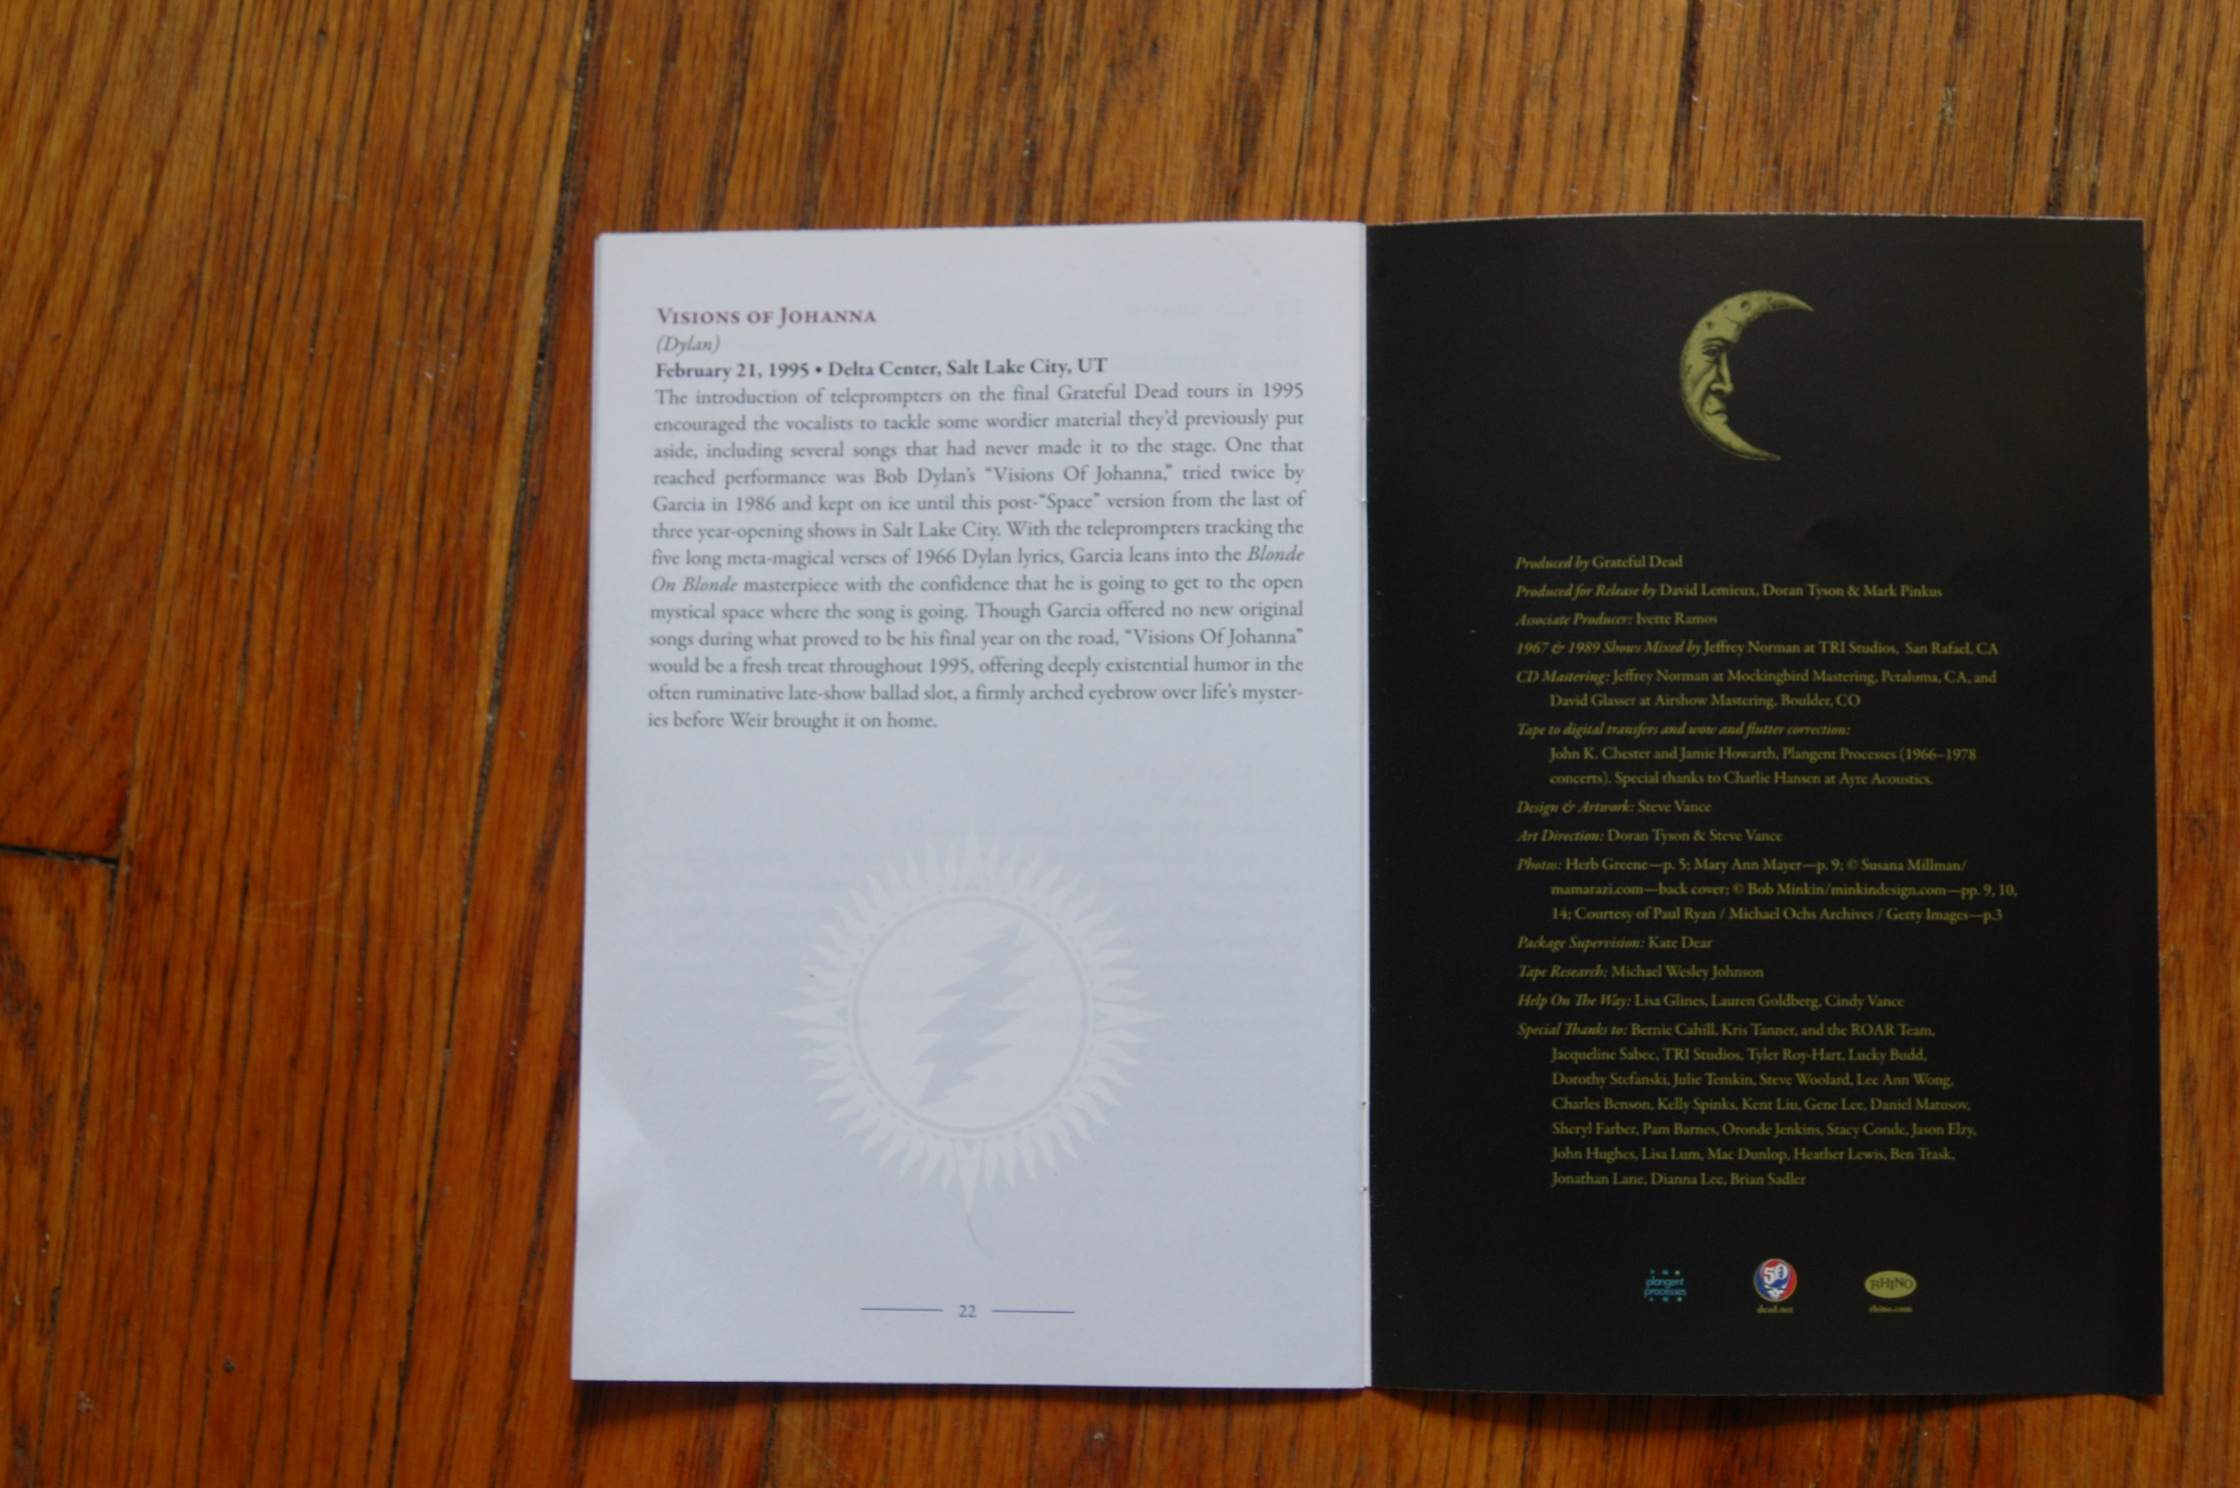 VISIONS OF JOHANNA
(Dylan)
February 21, 1995 • Delta Center, Salt Lake City, UT
The introduction of teleprompters on the final Grateful Dead tours in 1995
encouraged the vocalists to tackle some wordier material they'd previously put
aside, including several songs that had never made it to the stage. One that
reached performance was Bob Dylan's “Visions Of Johanna,” tried twice by
Garcia in 1986 and kept on ice until this post-“Space” version from the last of
three year-opening shows in Salt Lake City. With the teleprompters tracking the
five long meta-magical verses of 1966 Dylan lyrics, Garcia leans into the Blonde
On Blonde masterpiece with the confidence that he is going to get to the open
mystical space where the song is going. Though Garcia offered no new original
songs during what proved to be his final year on the road, “Visions Of Johanna”
would be a fresh treat throughout 1995, offering deeply existential humor in the
often ruminative late-show ballad slot, a firmly arched eyebrow over life's myster-
ies before Weir brought it on home.
22
Produced by Grateful Dead
Produced for Release by David Lemieux, Doran Tyson & Mark Pinkus
Associate Producer: Ivette Ramos
1967 & 1989 Shows Mixed by Jeffrey Norman at TRI Studios, San Rafael, CA
CD Mastering: Jeffrey Norman at Mockingbird Mastering, Petaluma, CA, and
David Glasser at Airshow Mastering, Boulder, CO
Tape to digital transfers and wow and flutter correction:
John K. Chester and Jamie Howarth, Plangent Processes (1966–1978
concerts). Special thanks to Charlie Hansen at Ayre Acoustics.
Design & Artwork: Steve Vance
Art Direction: Doran Tyson & Steve Vance
Photos: Herb Greene—p. 5; Mary Ann Mayer—p. 9; © Susana Millman/
mamarazi.com—back cover; © Bob Minkin/minkindesign.com—pp. 9, 10,
14; Courtesy of Paul Ryan / Michael Ochs Archives / Getty Images—p.3
Package Supervision: Kate Dear
Tape Research: Michael Wesley Johnson
Help On The Way: Lisa Glines, Lauren Goldberg, Cindy Vance
Special Thanks to: Bernie Cahill, Kris Tanner, and the ROAR Team,
Jacqueline Sabec, TRI Studios, Tyler Roy-Hart, Lucky Budd,
Dorothy Stefanski, Julie Temkin, Steve Woolard, Lee Ann Wong,
Charles Benson, Kelly Spinks, Kent Liu, Gene Lee, Daniel Matusov,
Sheryl Farber, Pam Barnes, Oronde Jenkins, Stacy Conde, Jason Elzy,
John Hughes, Lisa Lum, Mac Dunlop, Heather Lewis, Ben Trask,
Jonathan Lane, Dianna Lee, Brian Sadler
plangent
processes
50
dead.net
RHINO
rhino.com